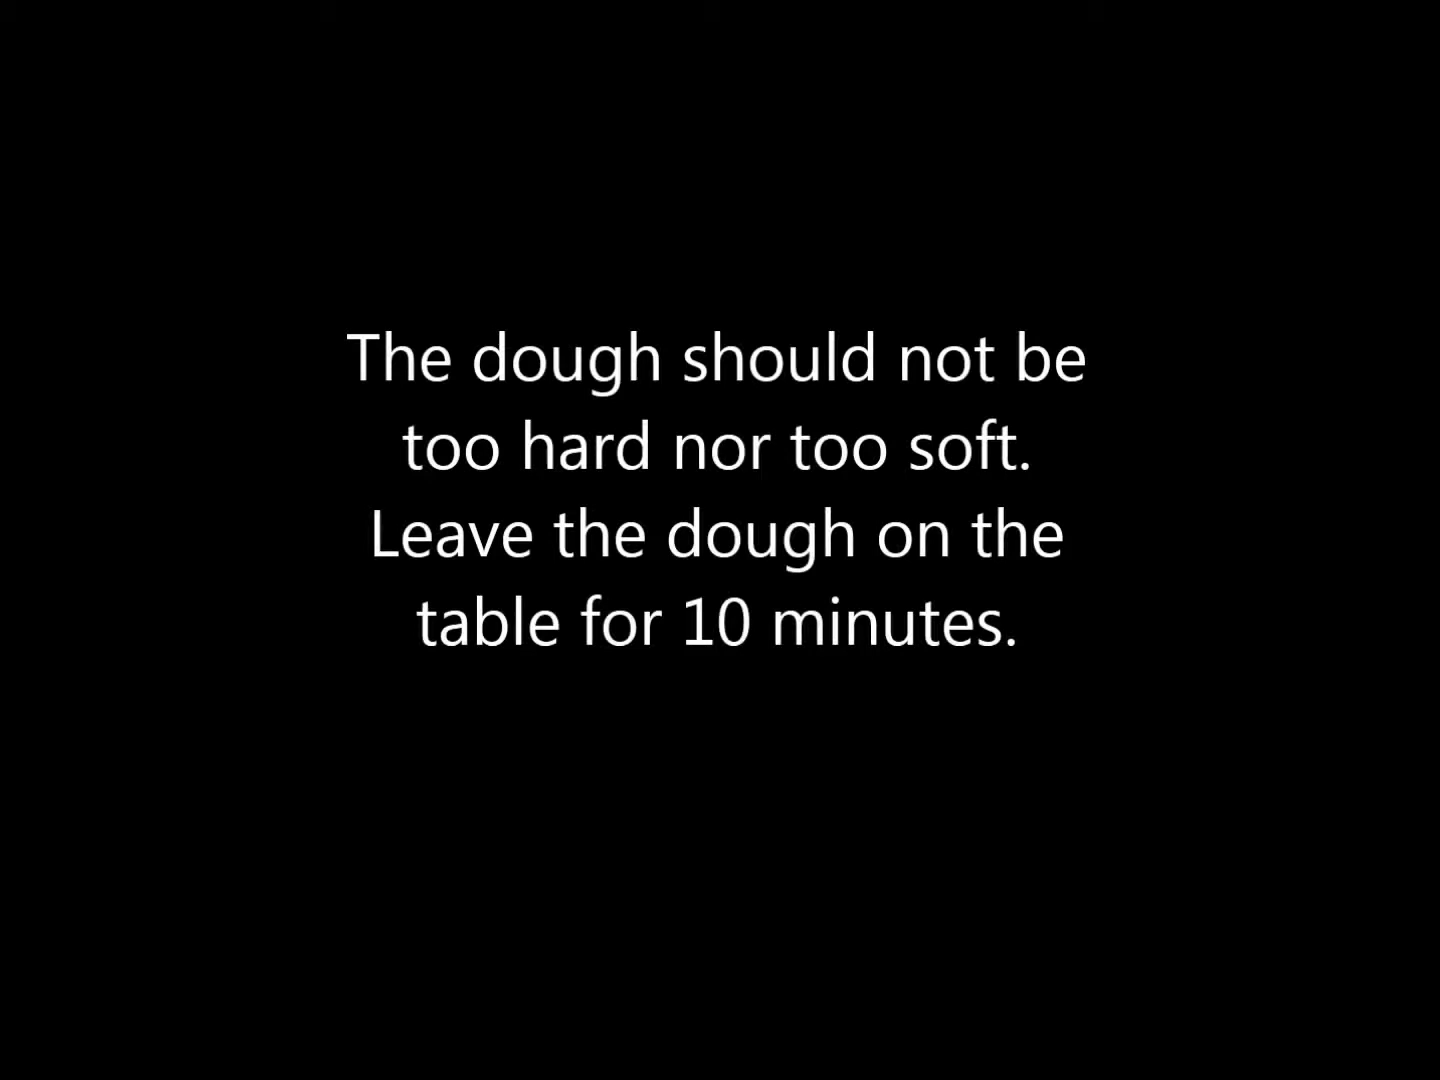 The dough should not be
too hard nor too soft.
Leave the dough on the
table for 10 minutes.